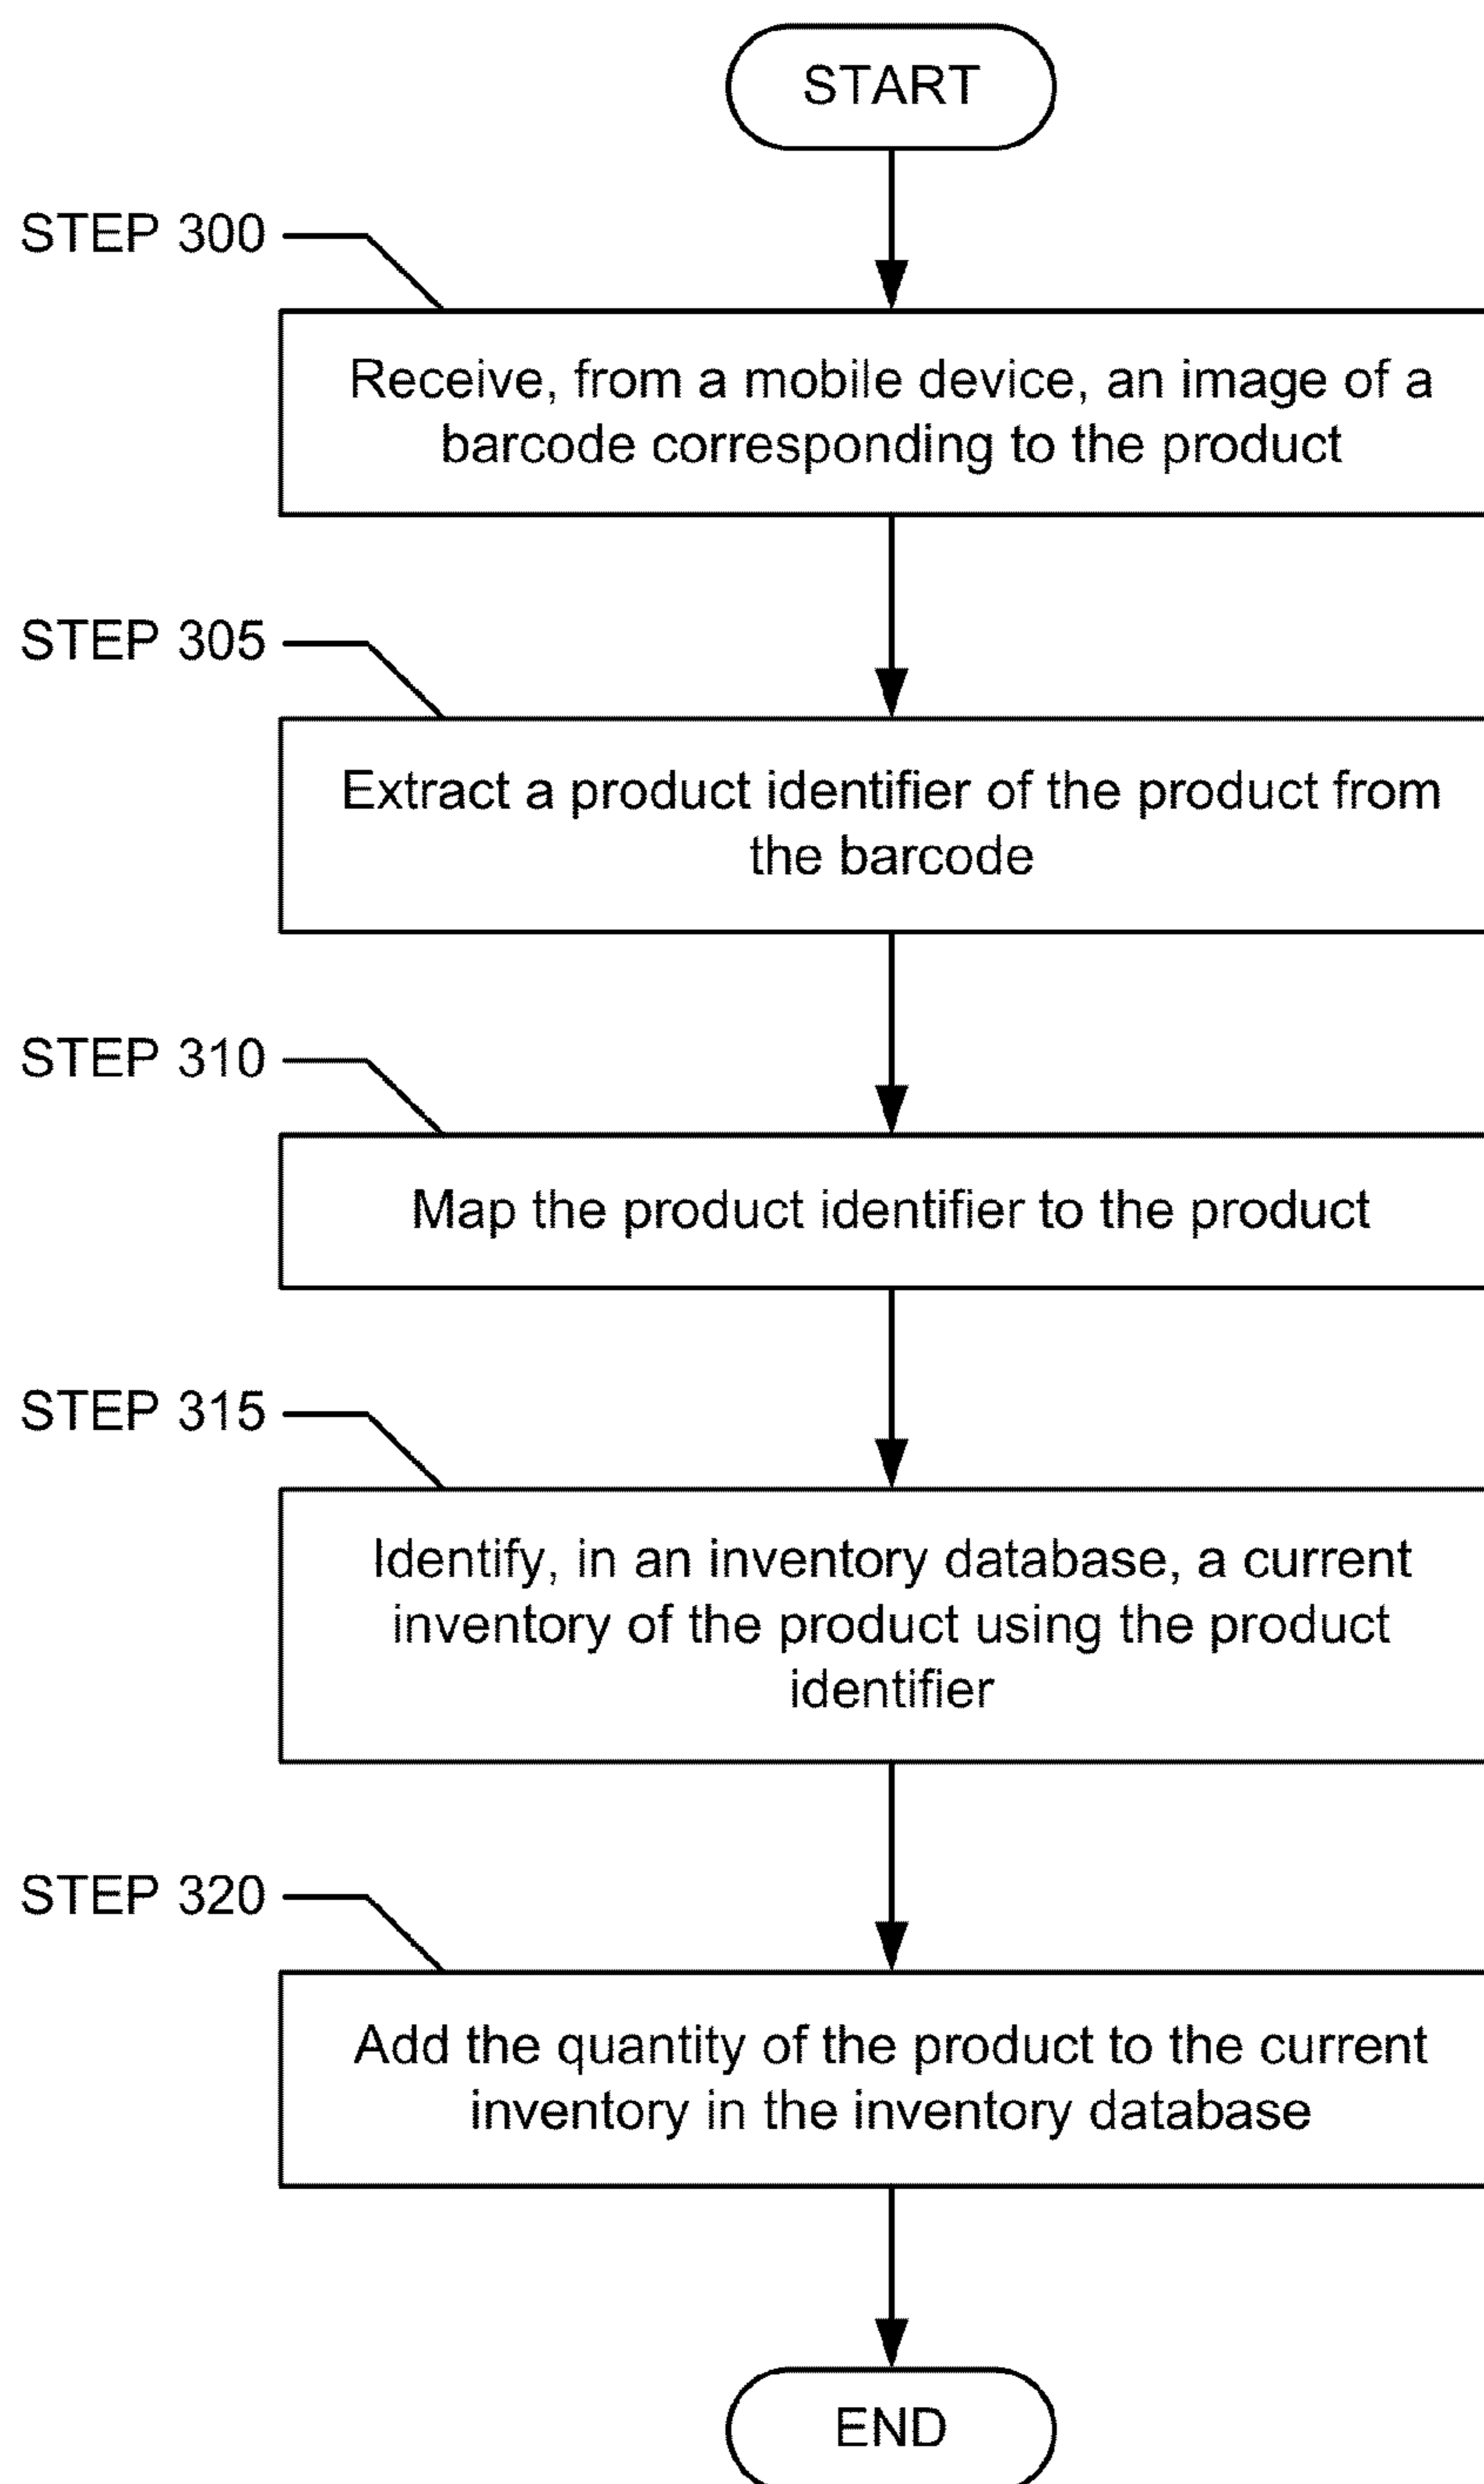 START
STEP 300
Receive, from a mobile device, an image of a
barcode corresponding to the product
STEP 305
Extract a product identifier of the product from
the barcode
STEP 310
Map the product identifier to the product
STEP 315
Identify, in an inventory database, a current
inventory of the product using the product
identifier
STEP 320
Add the quantity of the product to the current
inventory in the inventory database
END